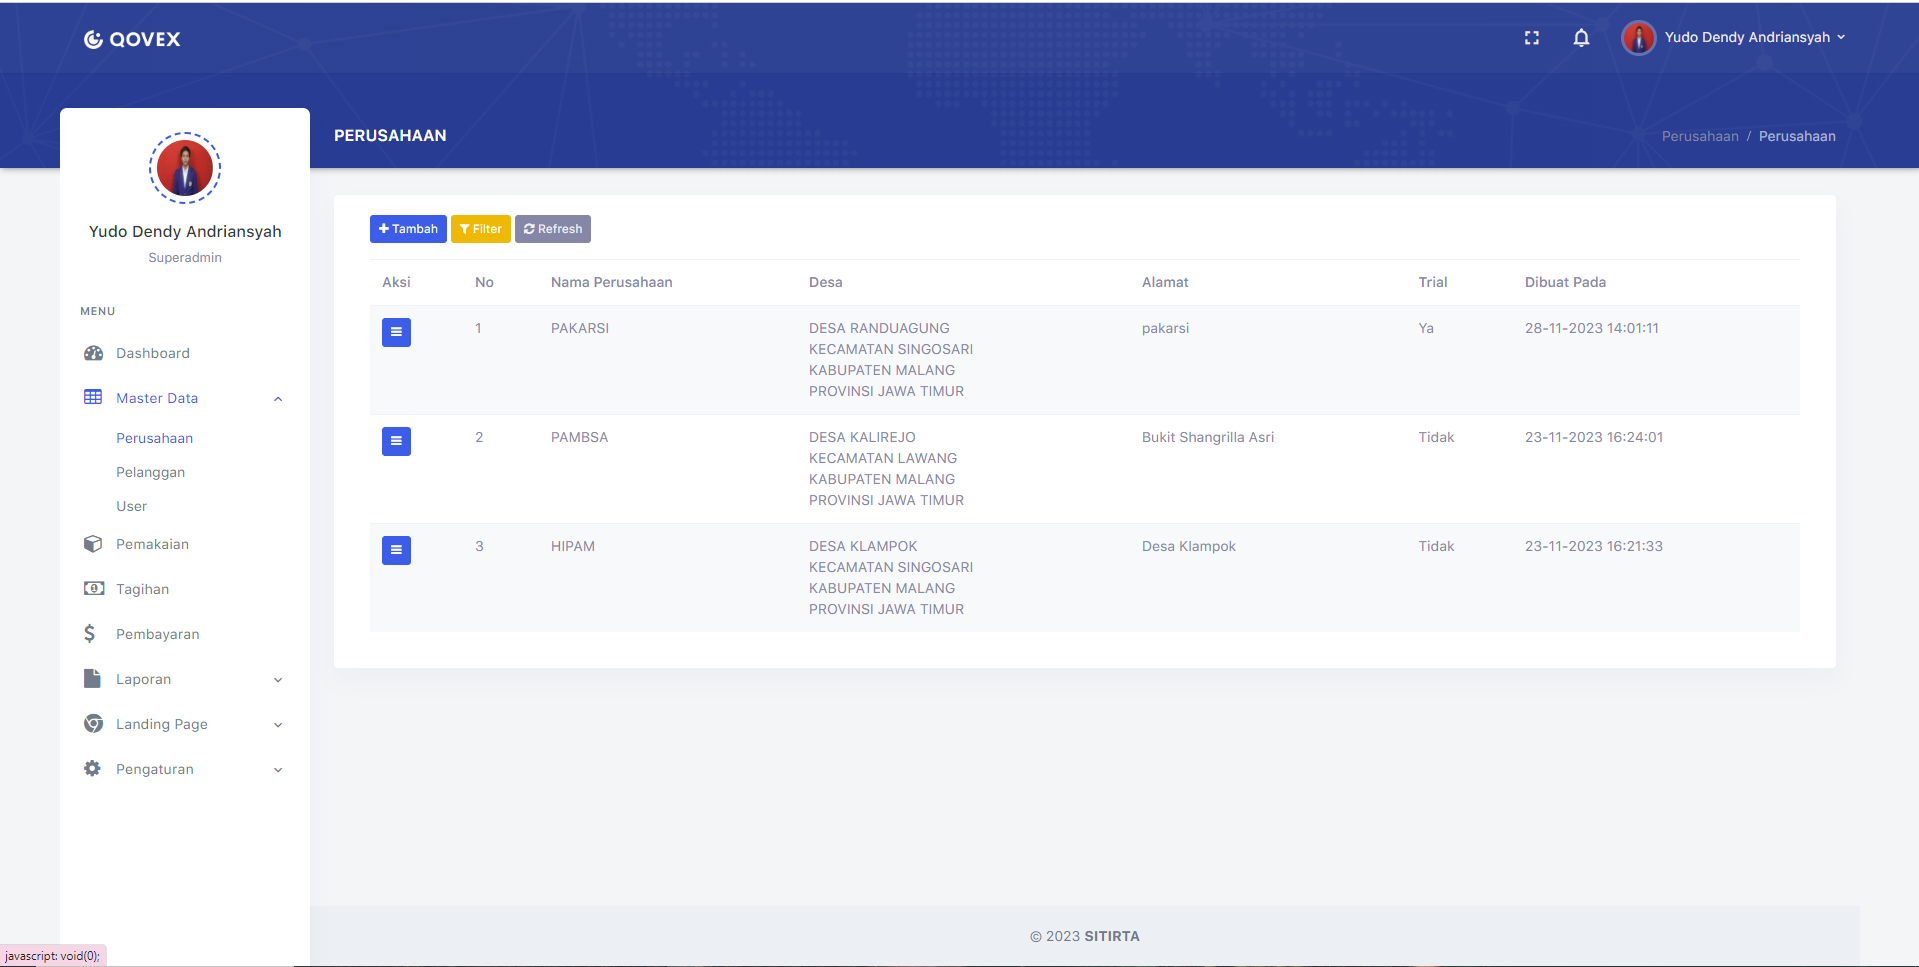 QOVEX
Yudo Dendy Andriansyah
PERUSAHAAN
Perusahaan / Perusahaan
Yudo Dendy Andriansyah
Superadmin
MENU
Dashboard
Master Data
Perusahaan
Pelanggan
User
Pemakaian
Tagihan
Pembayaran
Laporan
Landing Page
Pengaturan
Tambah Filter Refresh
Aksi No Nama Perusahaan Desa Alamat Trial Dibuat Pada
1 PAKARSI DESA RANDUAGUNG pakarsi Ya 28-11-2023 14:01:11
KECAMATAN SINGOSARI
KABUPATEN MALANG
PROVINSI JAWA TIMUR
2 PAMBSA DESA KALIREJO Bukit Shangrilla Asri Tidak 23-11-2023 16:24:01
KECAMATAN LAWANG
KABUPATEN MALANG
PROVINSI JAWA TIMUR
3 HIPAM DESA KLAMPOK Desa Klampok Tidak 23-11-2023 16:21:33
KECAMATAN SINGOSARI
KABUPATEN MALANG
PROVINSI JAWA TIMUR
© 2023 SITIRTA
javascript: void(0);